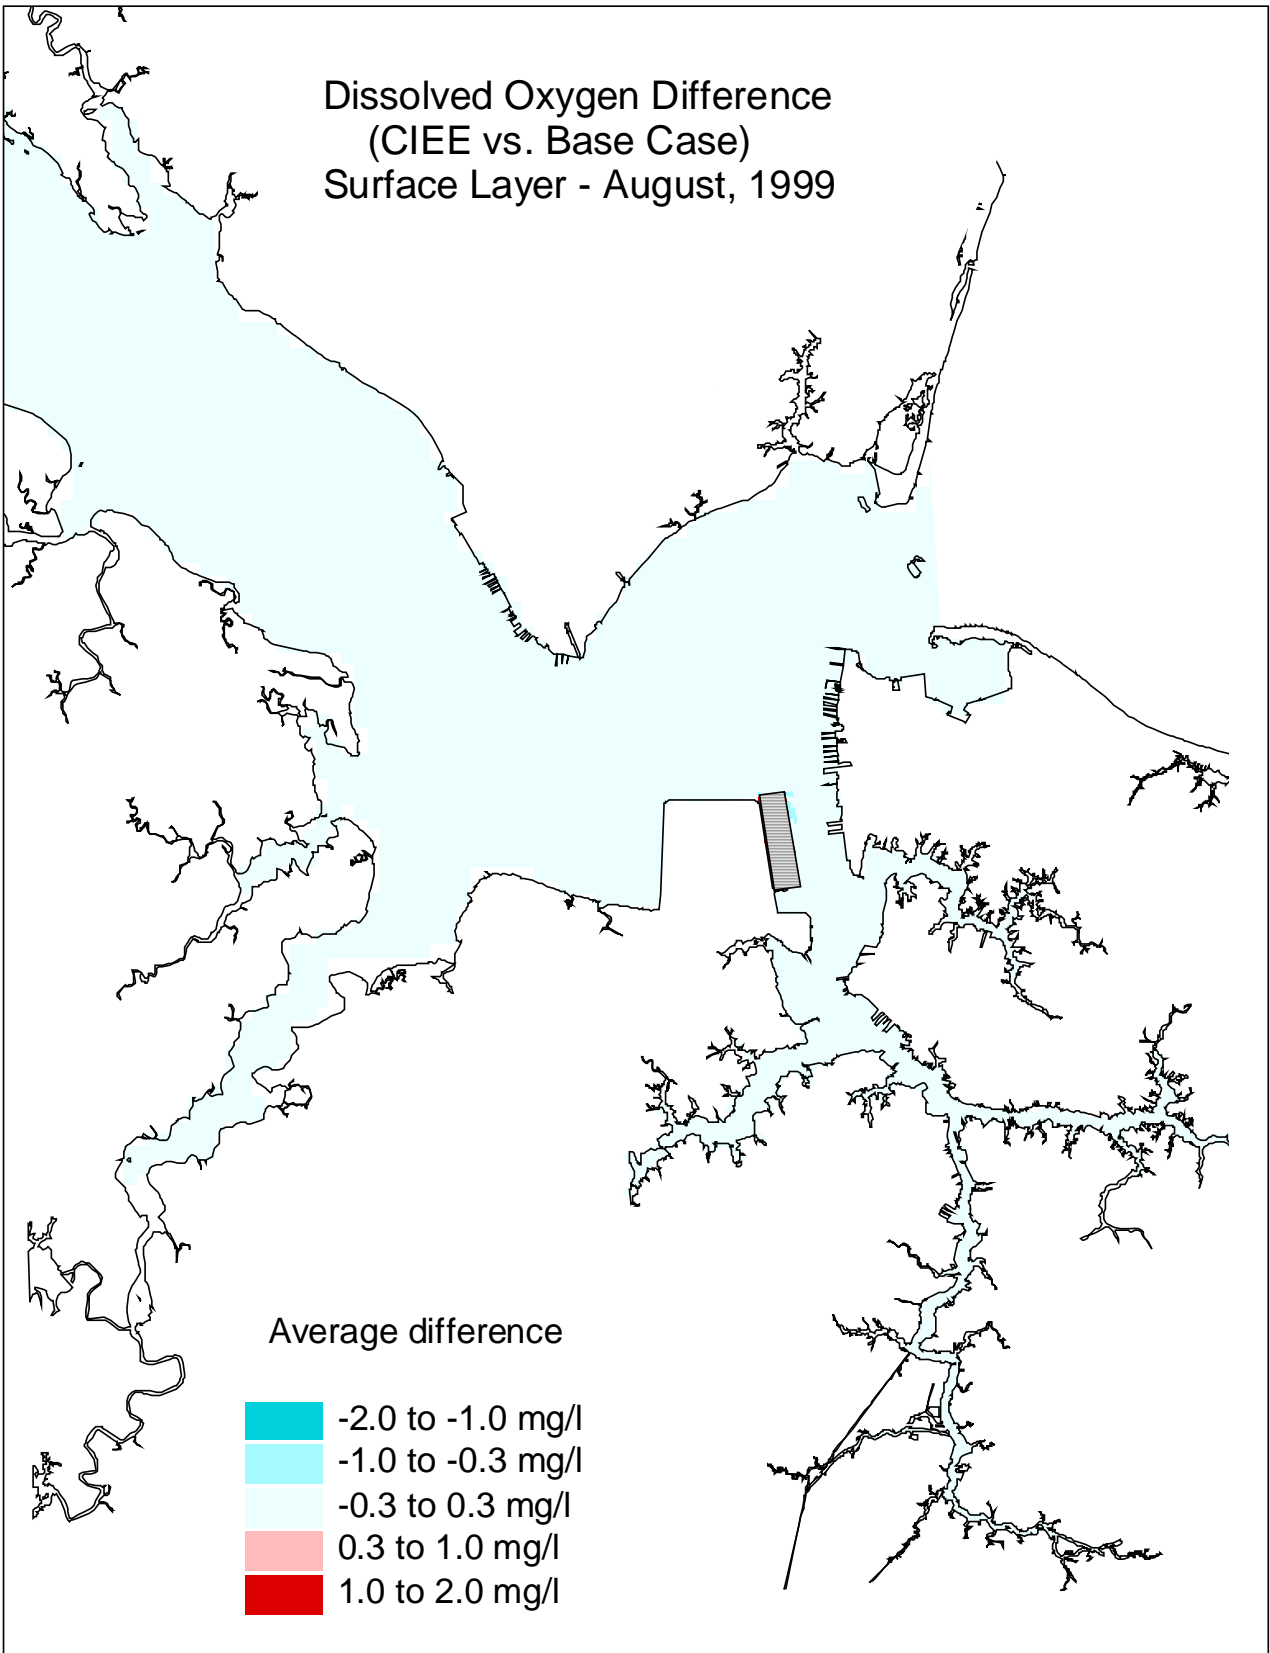 Dissolved Oxygen Difference
(CIEE vs. Base Case)
Surface Layer - August, 1999
Average difference
-2.0 to -1.0 mg/l
-1.0 to -0.3 mg/l
-0.3 to 0.3 mg/l
0.3 to 1.0 mg/l
1.0 to 2.0 mg/l